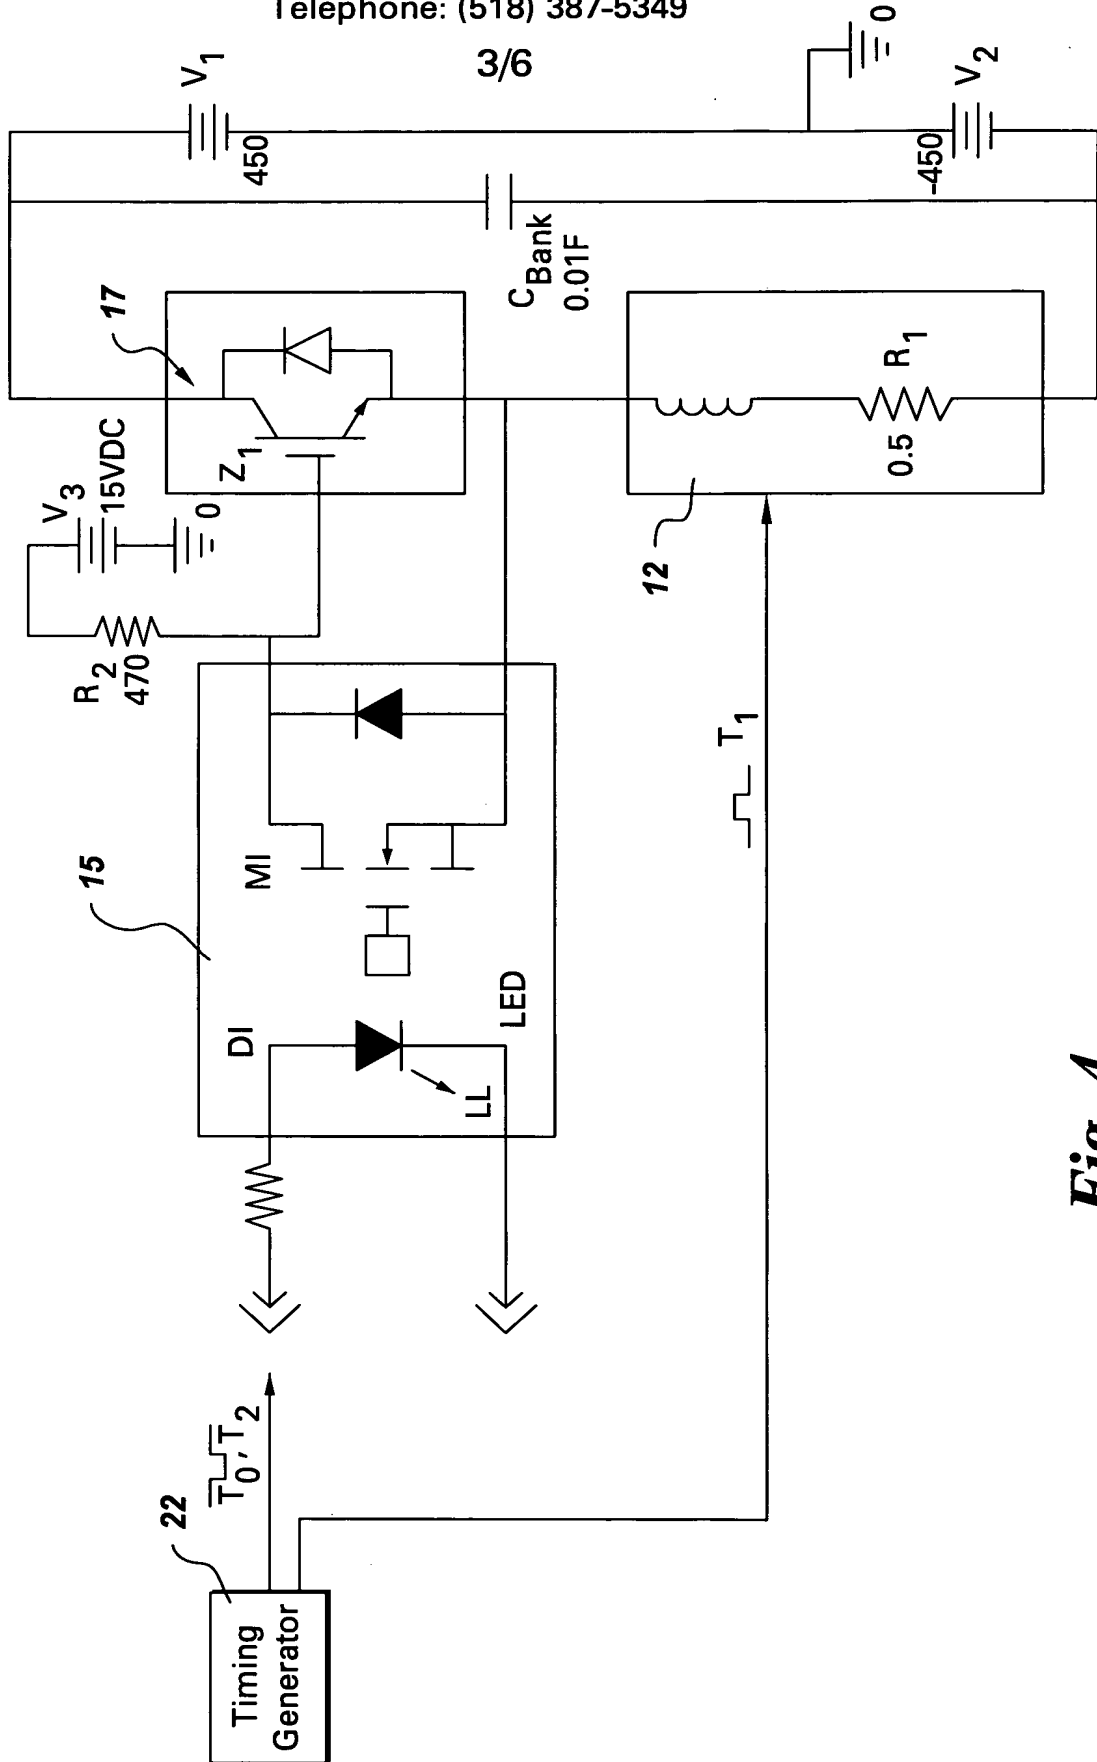 Telephone: (518) 387-5349
3/6
Timing
Generator
22
T0, T2
15
DI
LL
LED
MI
R2
470
V3
15VDC
0
17
Z1
V1
450
CBank
0.01F
0
V2
-450
12
0.5
R1
T1
Fig. 4